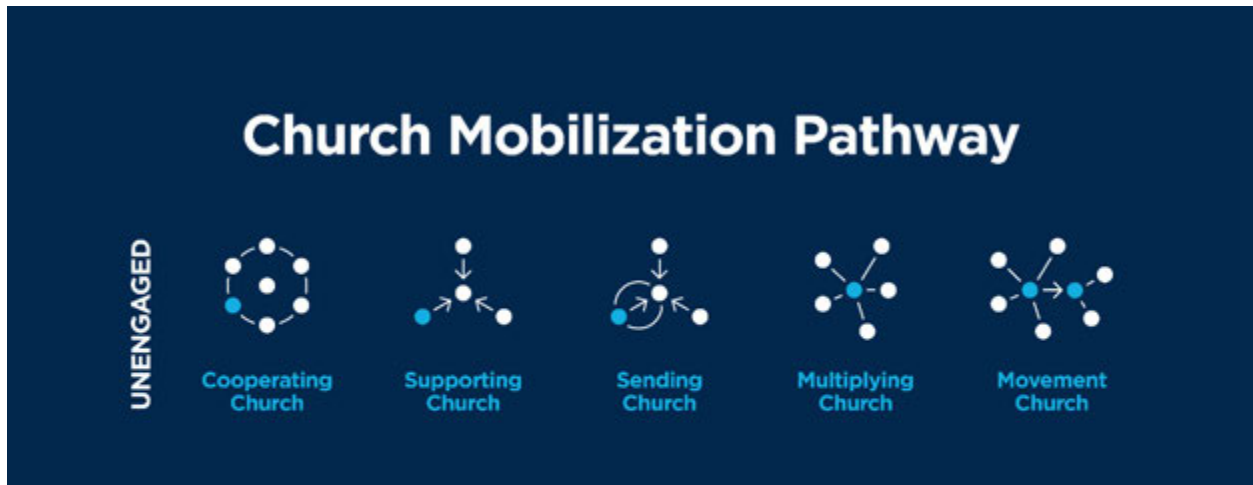 Church Mobilization Pathway
UNENGAGED
Cooperating
Church
Supporting
Church
Sending
Church
Multiplying
Church
Movement
Church